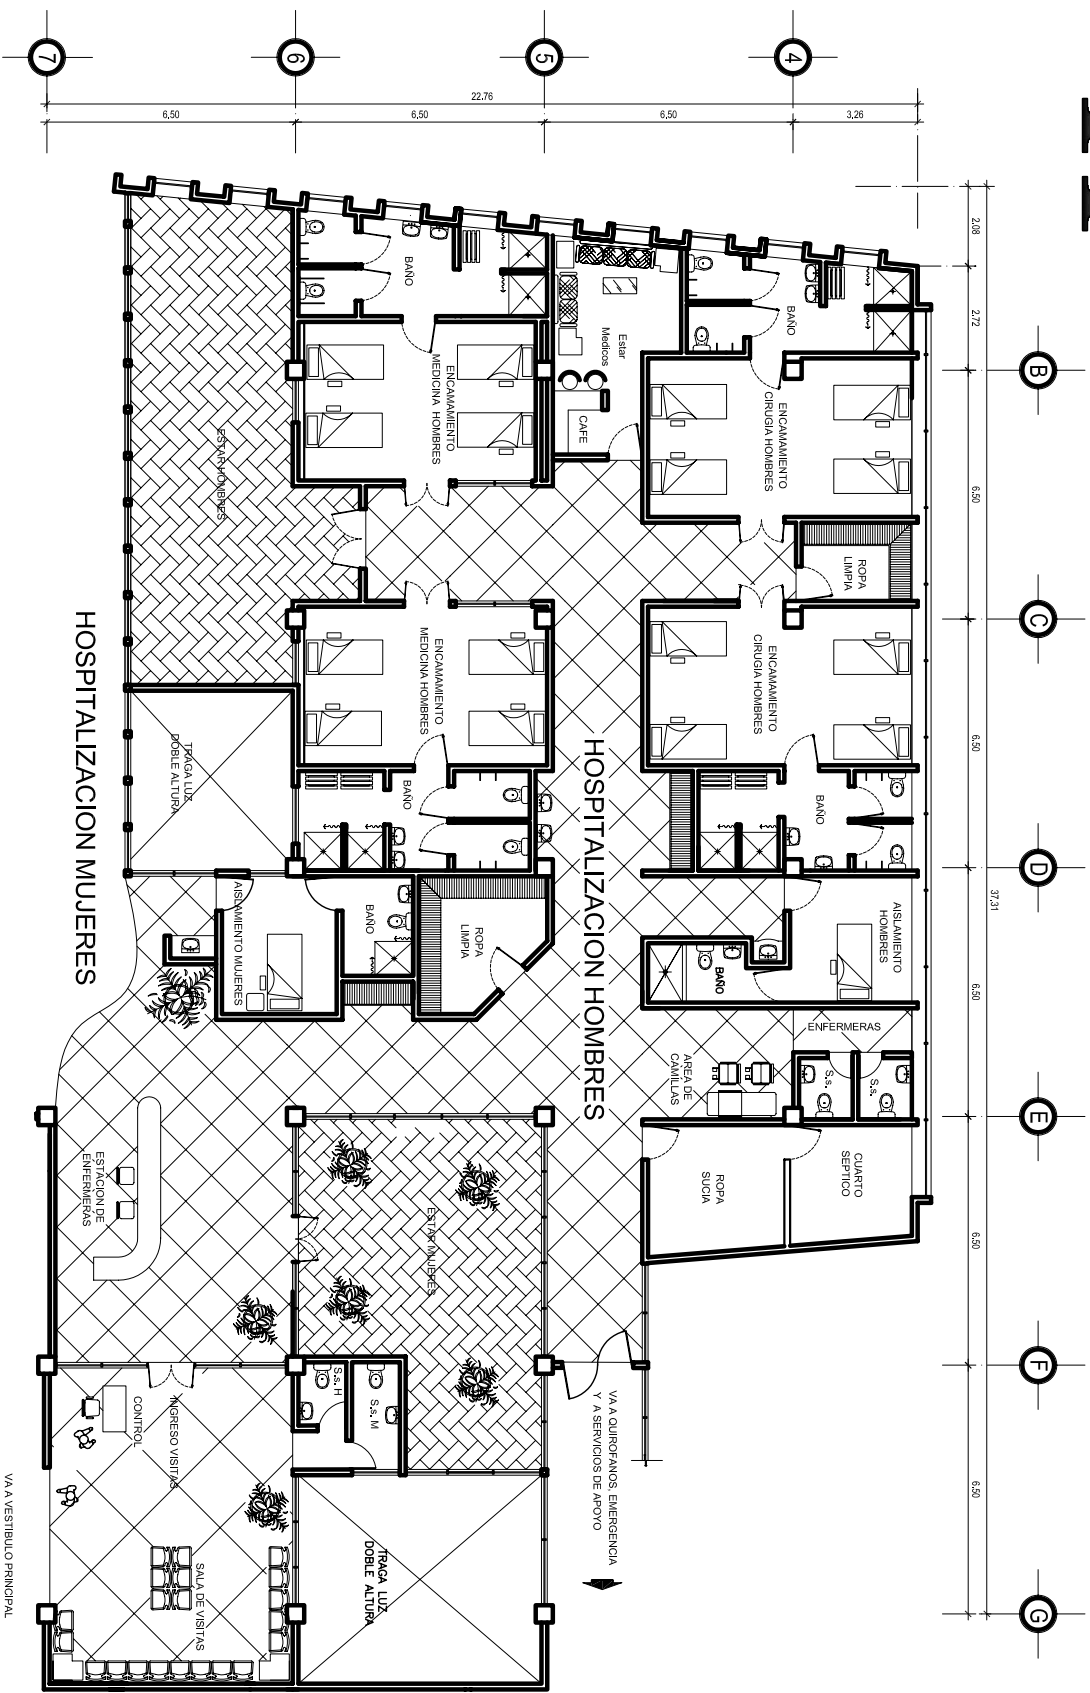 7
6
5
4
22.76
6.50
6.50
6.50
3.26
2.08
2.72
6.50
6.50
6.50
6.50
6.50
37.31
B
C
D
E
F
G
BAÑO
ENCAMAMIENTO
CIRUGIA HOMBRES
ROPA
LIMPIA
ENCAMAMIENTO
CIRUGIA HOMBRES
BAÑO
AISLAMIENTO
HOMBRES
BAÑO
ENFERMERAS
S.s.
S.s.
AREA DE
CAMILLAS
CUARTO
SEPTICO
ROPA
SUCIA
Estar
Medicos
CAFE
HOSPITALIZACION HOMBRES
VA A QUIROFANOS, EMERGENCIA
Y A SERVICIOS DE APOYO
BAÑO
ENCAMAMIENTO
MEDICINA HOMBRES
ENCAMAMIENTO
MEDICINA HOMBRES
BAÑO
ROPA
LIMPIA
BAÑO
AISLAMIENTO MUJERES
ESTAR MUJERES
S.s. H
S.s. M
TRAGA LUZ
DOBLE ALTURA
ESTAR HOMBRES
TRAGA LUZ
DOBLE ALTURA
ESTACION DE
ENFERMERAS
INGRESO VISITAS
CONTROL
SALA DE VISITAS
HOSPITALIZACION MUJERES
VA A VESTIBULO PRINCIPAL